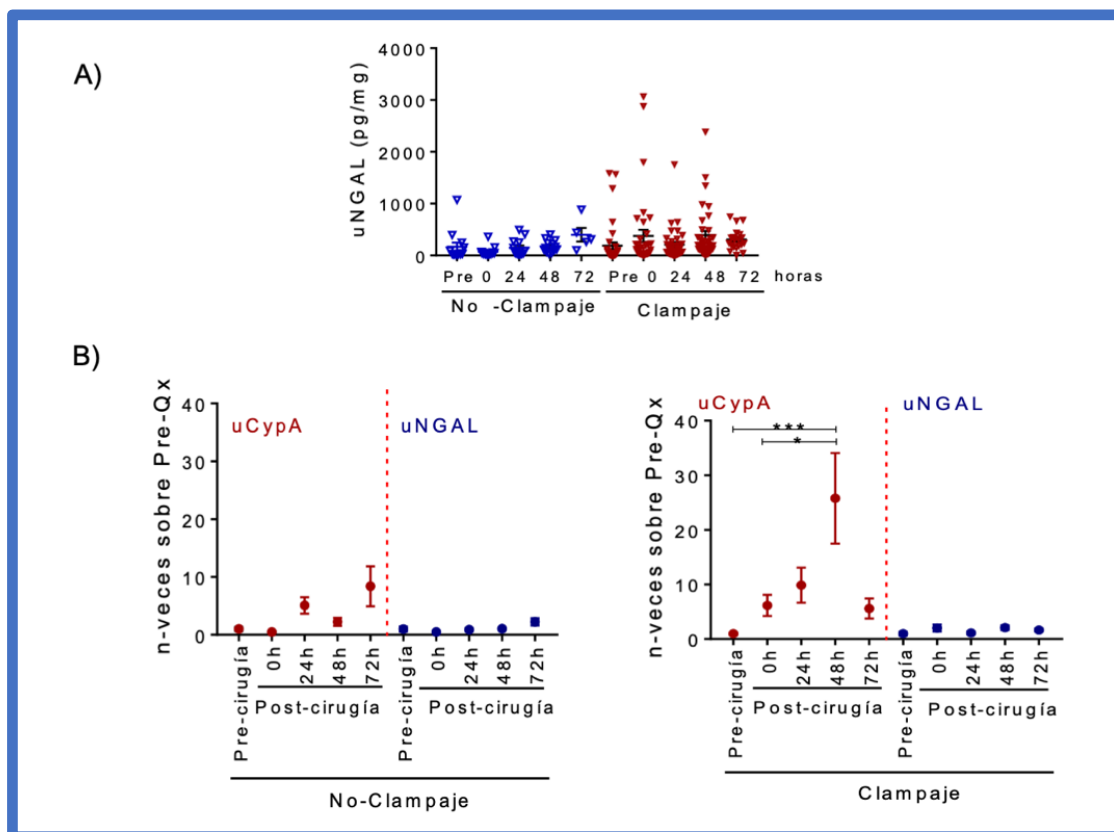 A)
uNGAL (pg/mg)
4000
3000
2000
1000
0
Pre 0 24 48 72 Pre 0 24 48 72 horas
No -Clampaje Clampaje
B)
n-veces sobre Pre-Qx
40
30
20
10
0
uCypA uNGAL
Pre-cirugía 0h 24h 48h 72h Pre-cirugía 0h 24h 48h 72h
Post-cirugía Post-cirugía
No-Clampaje
n-veces sobre Pre-Qx
40
30
20
10
0
uCypA uNGAL
***
*
Pre-cirugía 0h 24h 48h 72h Pre-cirugía 0h 24h 48h 72h
Post-cirugía Post-cirugía
Clampaje